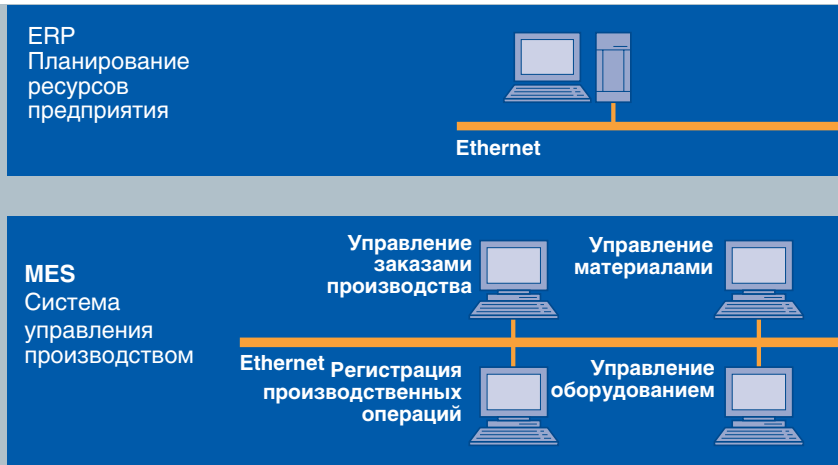 ERP
Планирование
ресурсов
предприятия
Ethernet
MES
Система
управления
производством
Управление
заказами
производства
Управление
материалами
Ethernet
Регистрация
производственных
операций
Управление
оборудованием